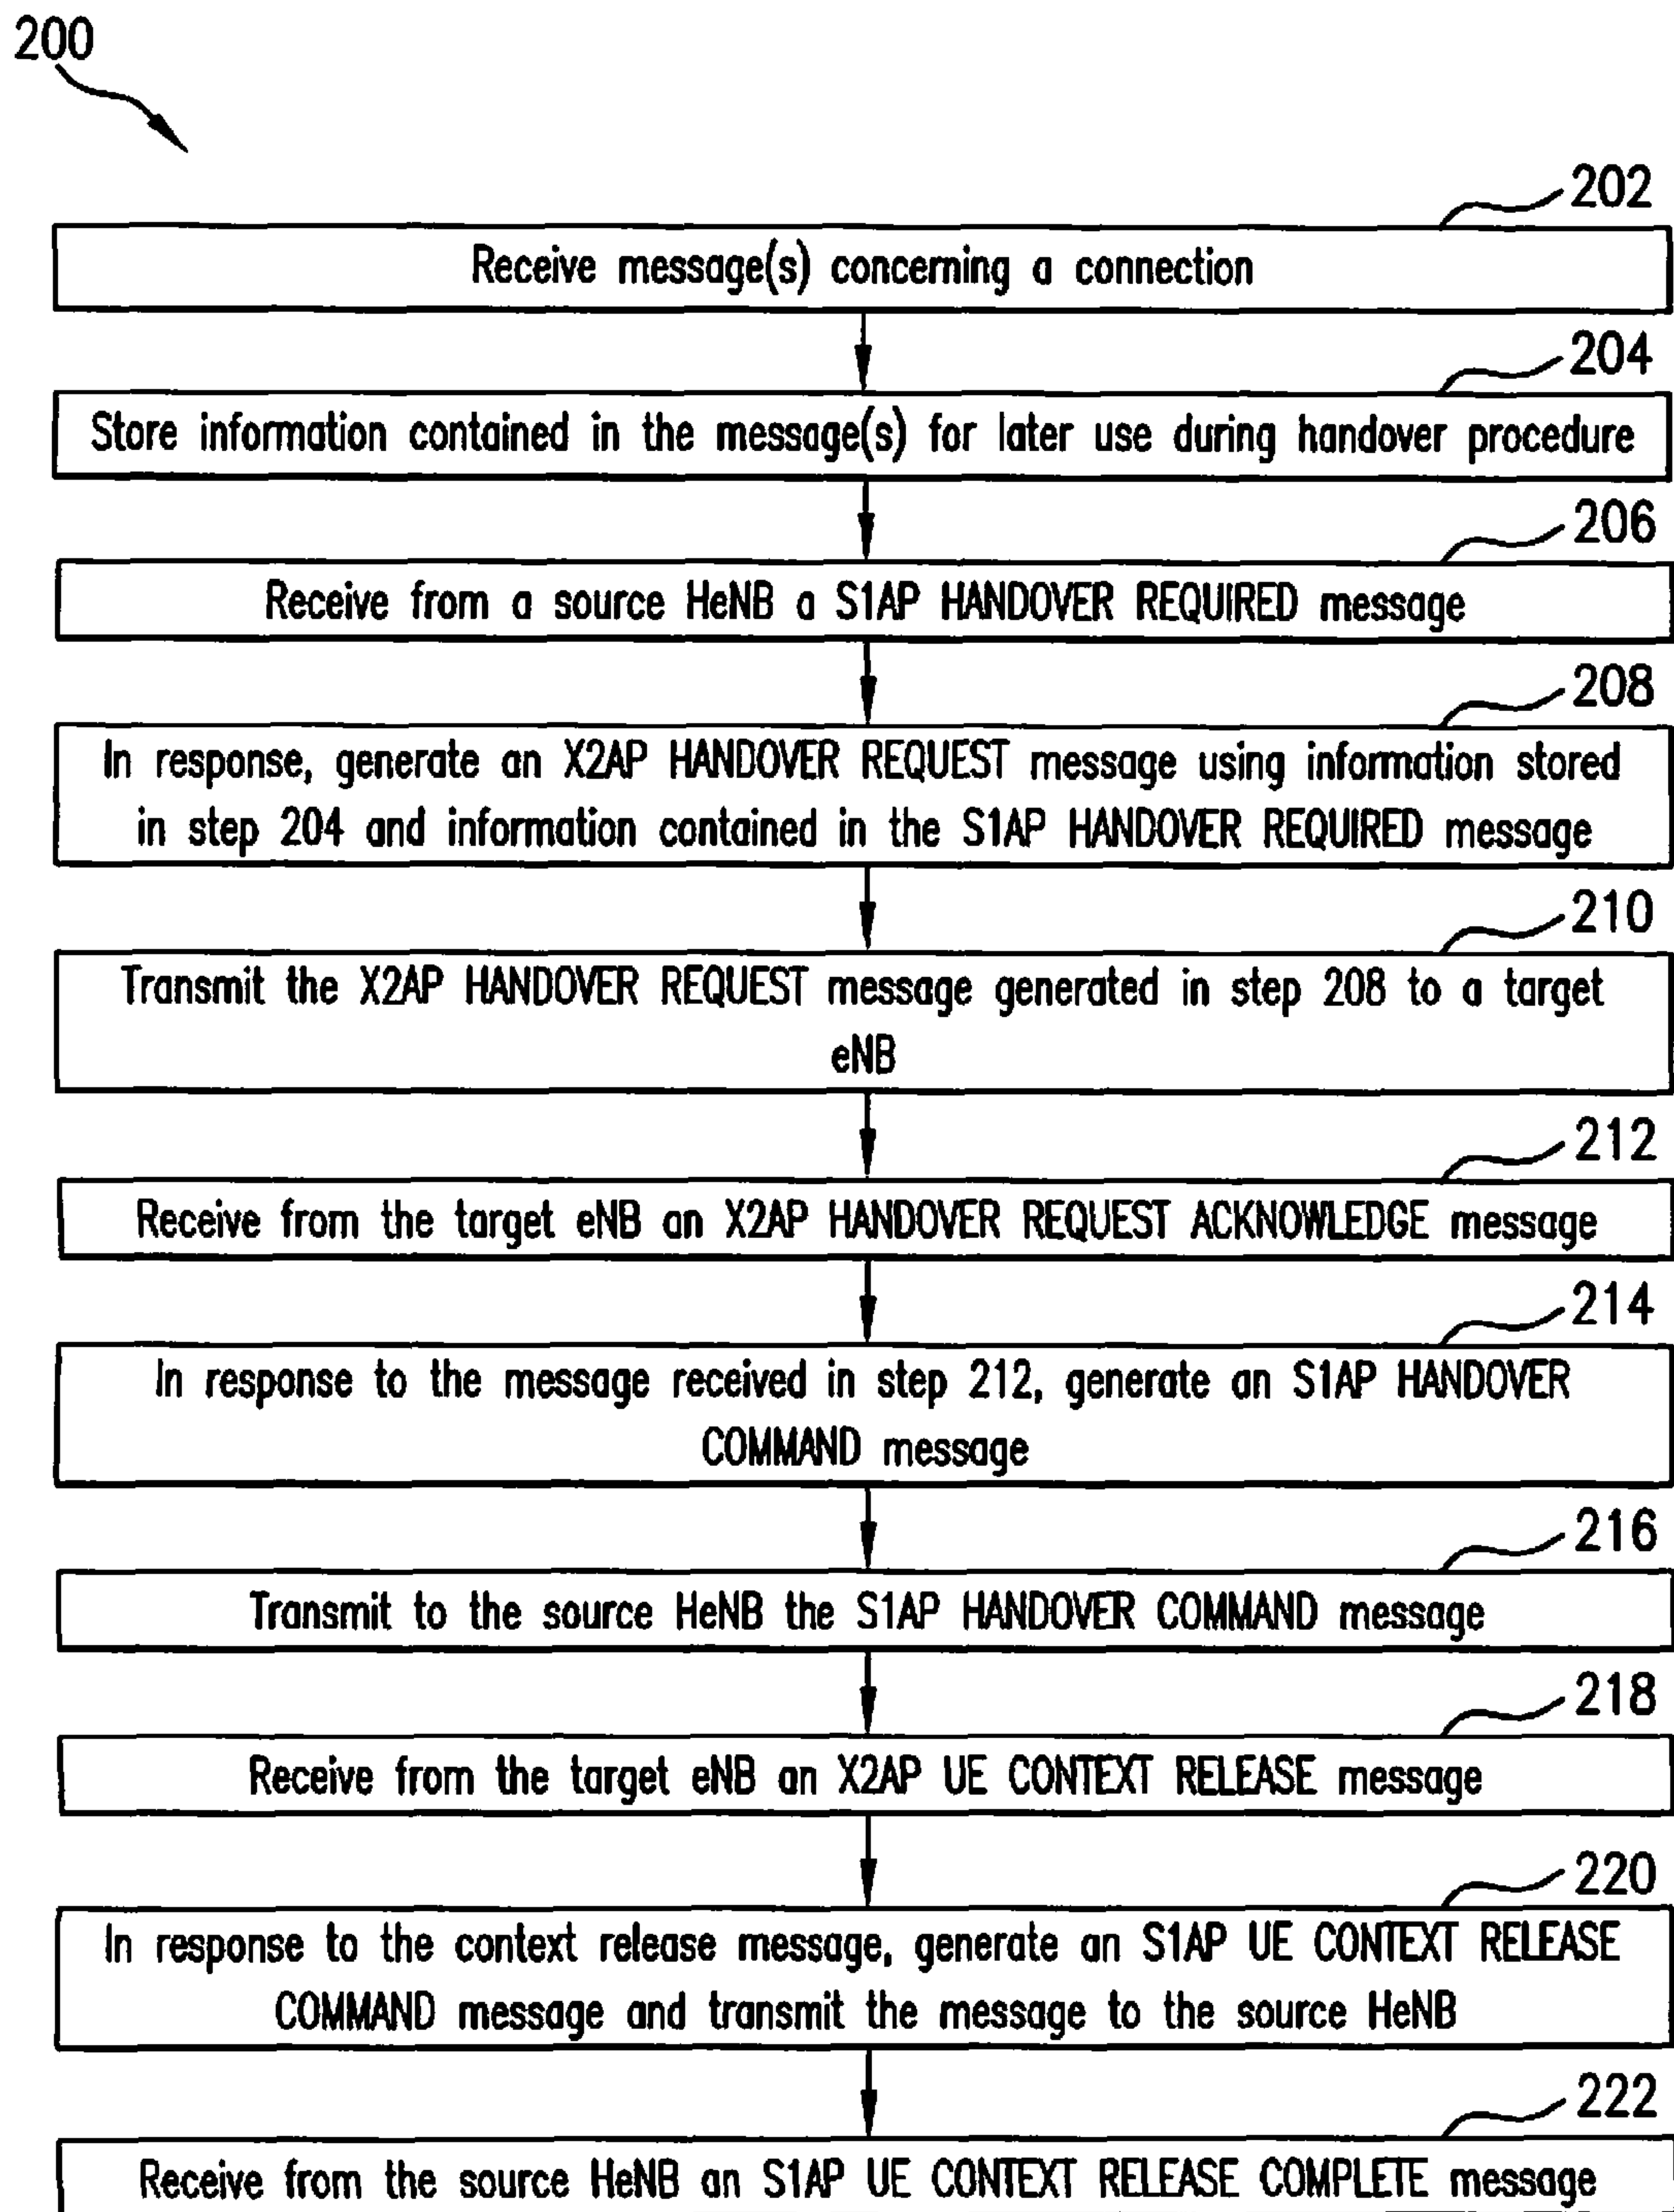 200
202
Receive message(s) concerning a connection
204
Store information contained in the message(s) for later use during handover procedure
206
Receive from a source HeNB a S1AP HANDOVER REQUIRED message
208
In response, generate an X2AP HANDOVER REQUEST message using information stored
in step 204 and information contained in the S1AP HANDOVER REQUIRED message
210
Transmit the X2AP HANDOVER REQUEST message generated in step 208 to a target
eNB
212
Receive from the target eNB an X2AP HANDOVER REQUEST ACKNOWLEDGE message
214
In response to the message received in step 212, generate an S1AP HANDOVER
COMMAND message
216
Transmit to the source HeNB the S1AP HANDOVER COMMAND message
218
Receive from the target eNB an X2AP UE CONTEXT RELEASE message
220
In response to the context release message, generate an S1AP UE CONTEXT RELEASE
COMMAND message and transmit the message to the source HeNB
222
Receive from the source HeNB an S1AP UE CONTEXT RELEASE COMPLETE message